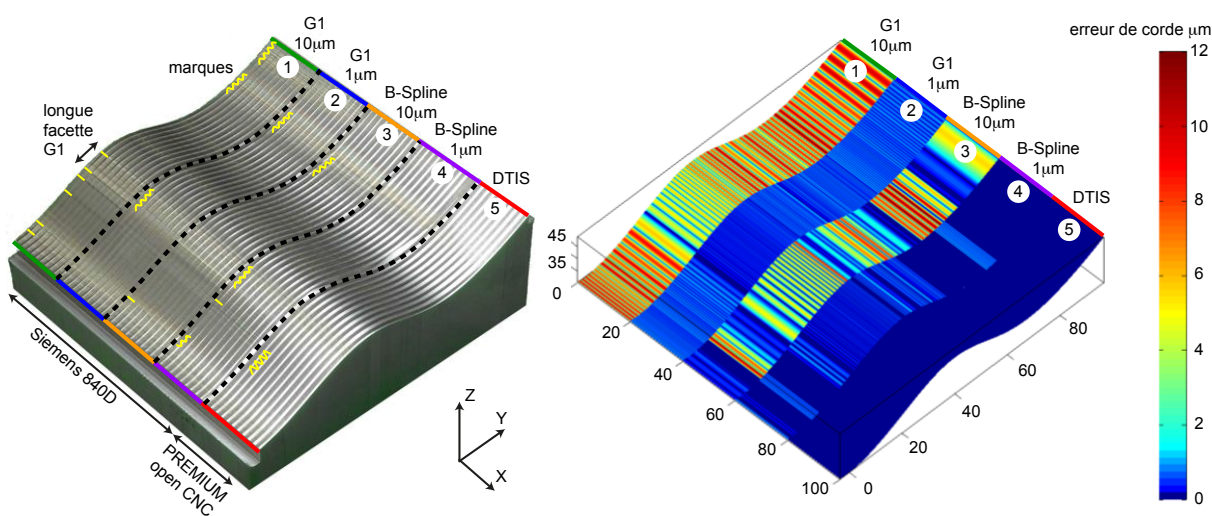 G1
10μm
1
G1
1μm
2
B-Spline
10μm
3
B-Spline
1μm
4
DTIS
5
marques
longue
facette
G1
Siemens 840D
PREMIUM
open CNC
Z
Y
X
G1
10μm
1
G1
1μm
2
B-Spline
10μm
3
B-Spline
1μm
4
DTIS
5
45
35
0
20
40
60
80
100
0
20
40
60
80
erreur de corde μm
12
10
8
6
4
2
0